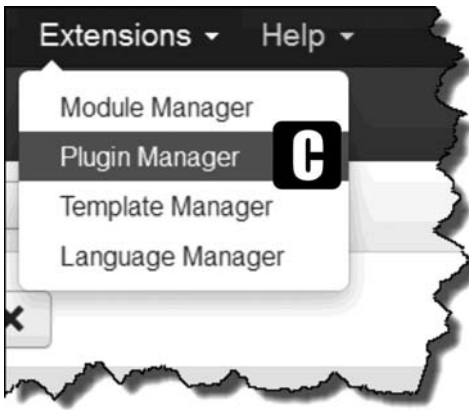 Extensions Help
Module Manager
Plugin Manager C
Template Manager
Language Manager